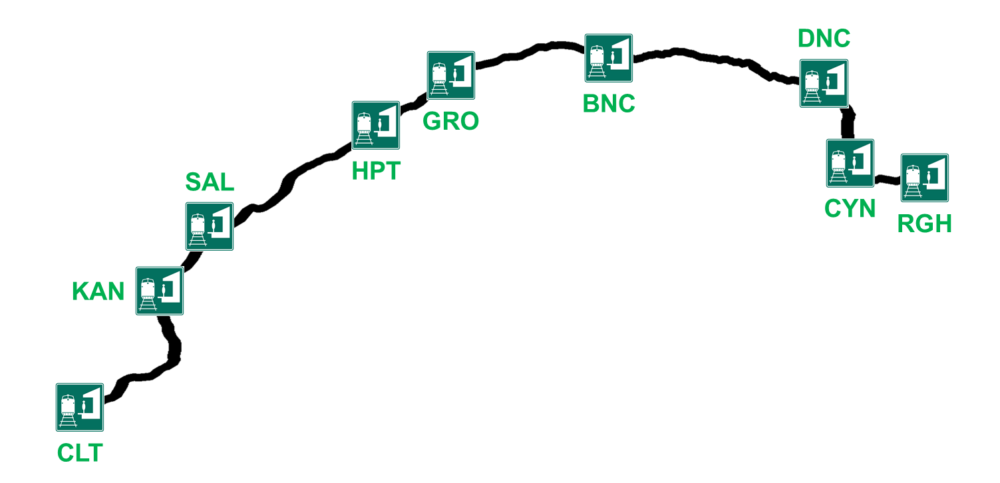 DNC
BNC
GRO
HPT
SAL
CYN
RGH
KAN
CLT